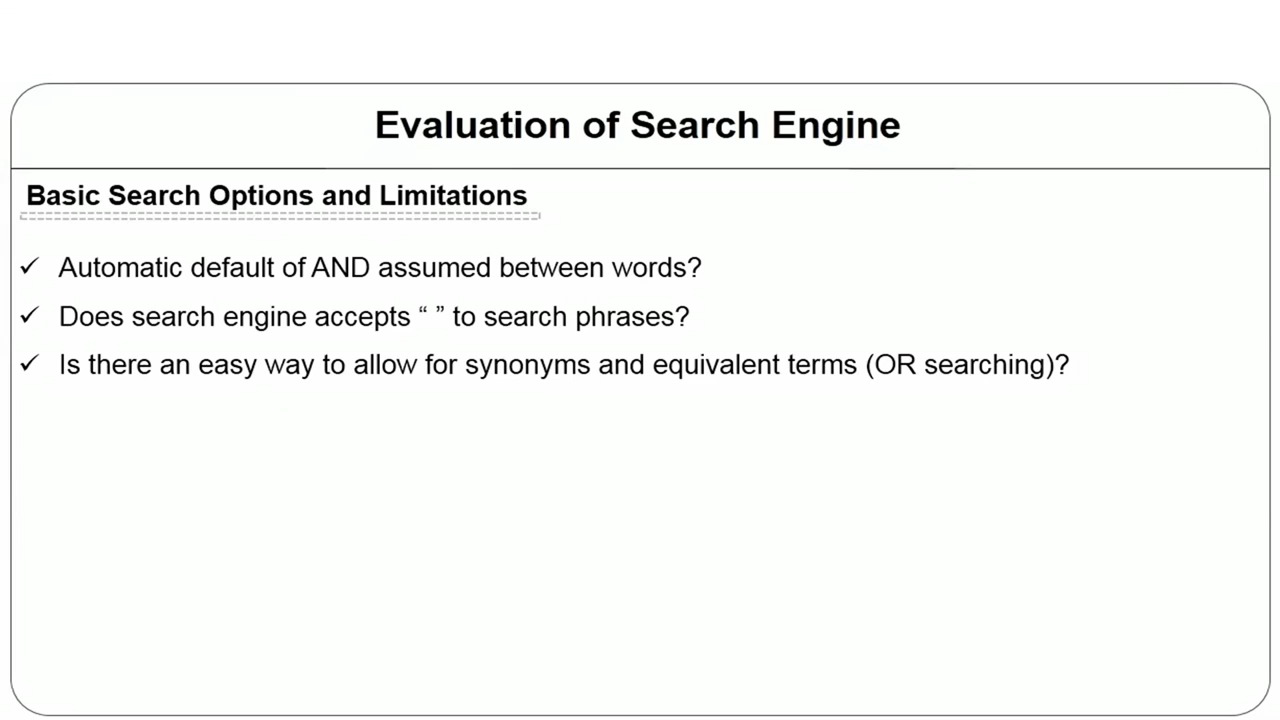 Evaluation of Search Engine
Basic Search Options and Limitations
✓ Automatic default of AND assumed between words?
✓ Does search engine accepts “ ” to search phrases?
✓ Is there an easy way to allow for synonyms and equivalent terms (OR searching)?